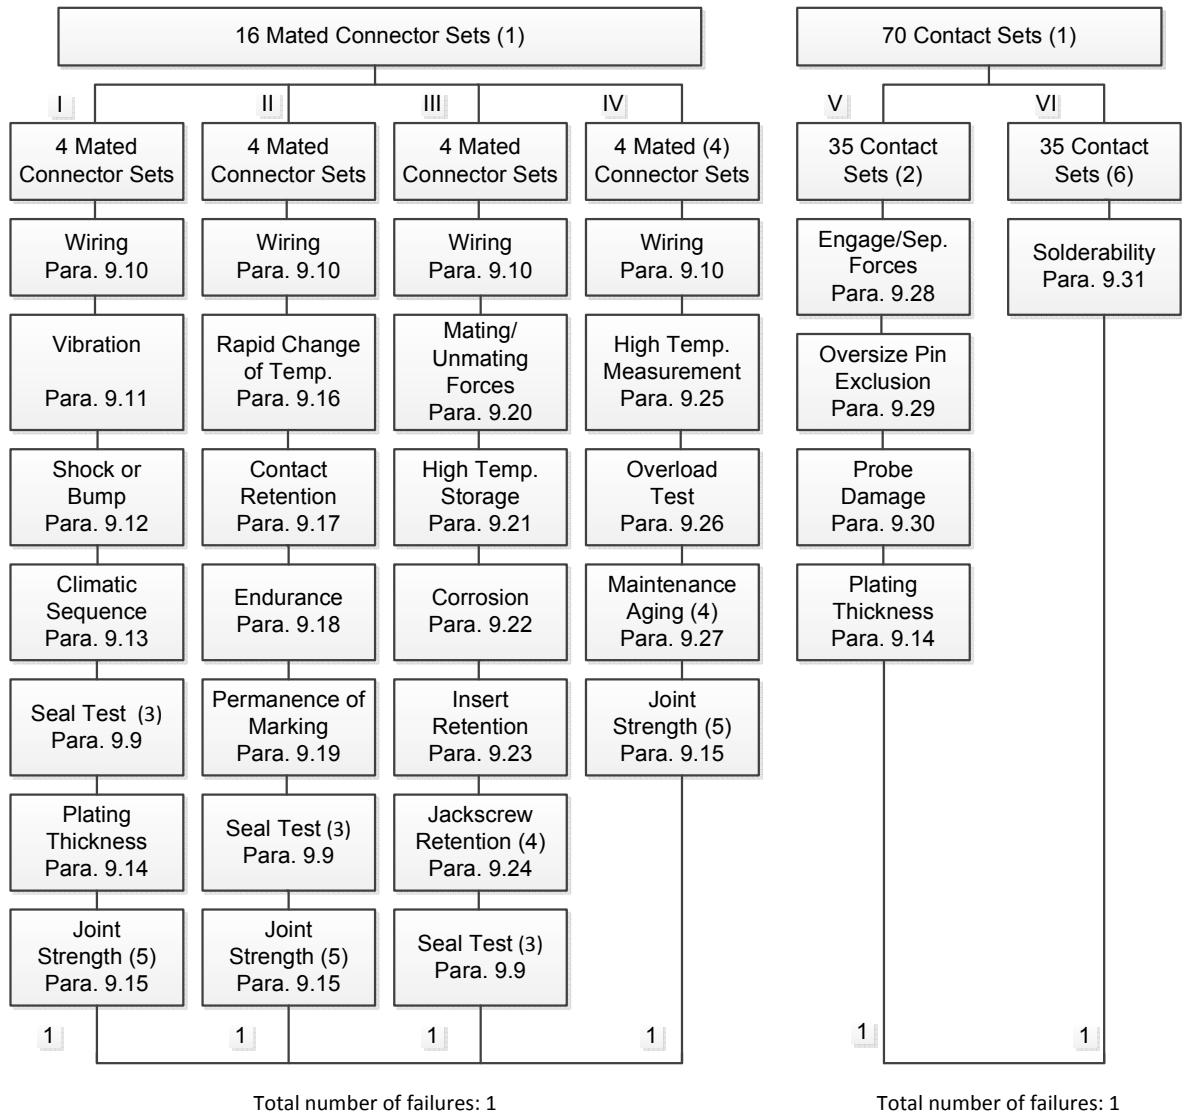 16 Mated Connector Sets (1)
70 Contact Sets (1)
I
II
III
IV
V
VI
4 Mated
Connector Sets
4 Mated
Connector Sets
4 Mated
Connector Sets
4 Mated (4)
Connector Sets
35 Contact
Sets (2)
35 Contact
Sets (6)
Wiring
Para. 9.10
Wiring
Para. 9.10
Wiring
Para. 9.10
Wiring
Para. 9.10
Engage/Sep.
Forces
Para. 9.28
Solderability
Para. 9.31
Vibration
Para. 9.11
Rapid Change
of Temp.
Para. 9.16
Mating/
Unmating
Forces
Para. 9.20
High Temp.
Measurement
Para. 9.25
Oversize Pin
Exclusion
Para. 9.29
Shock or
Bump
Para. 9.12
Contact
Retention
Para. 9.17
High Temp.
Storage
Para. 9.21
Overload
Test
Para. 9.26
Probe
Damage
Para. 9.30
Climatic
Sequence
Para. 9.13
Endurance
Para. 9.18
Corrosion
Para. 9.22
Maintenance
Aging (4)
Para. 9.27
Plating
Thickness
Para. 9.14
Seal Test (3)
Para. 9.9
Permanence of
Marking
Para. 9.19
Insert
Retention
Para. 9.23
Joint
Strength (5)
Para. 9.15
Plating
Thickness
Para. 9.14
Seal Test (3)
Para. 9.9
Jackscrew
Retention (4)
Para. 9.24
Joint
Strength (5)
Para. 9.15
Joint
Strength (5)
Para. 9.15
Seal Test (3)
Para. 9.9
1
1
1
1
1
1
Total number of failures: 1
Total number of failures: 1